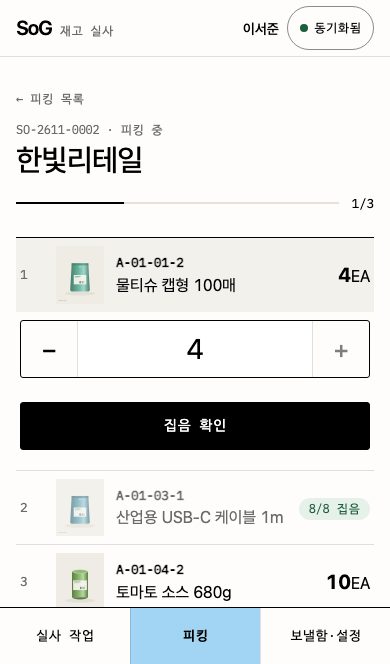 SoG 재고 실사 이서준 동기화됨
← 피킹 목록
SO-2611-0002 · 피킹 중
한빛리테일
1/3
1 A-01-01-2
물티슈 캡형 100매 4EA
− 4 +
집음 확인
2 A-01-03-1
산업용 USB-C 케이블 1m 8/8 집음
3 A-01-04-2
토마토 소스 680g 10EA
실사 작업 피킹 보낼함·설정